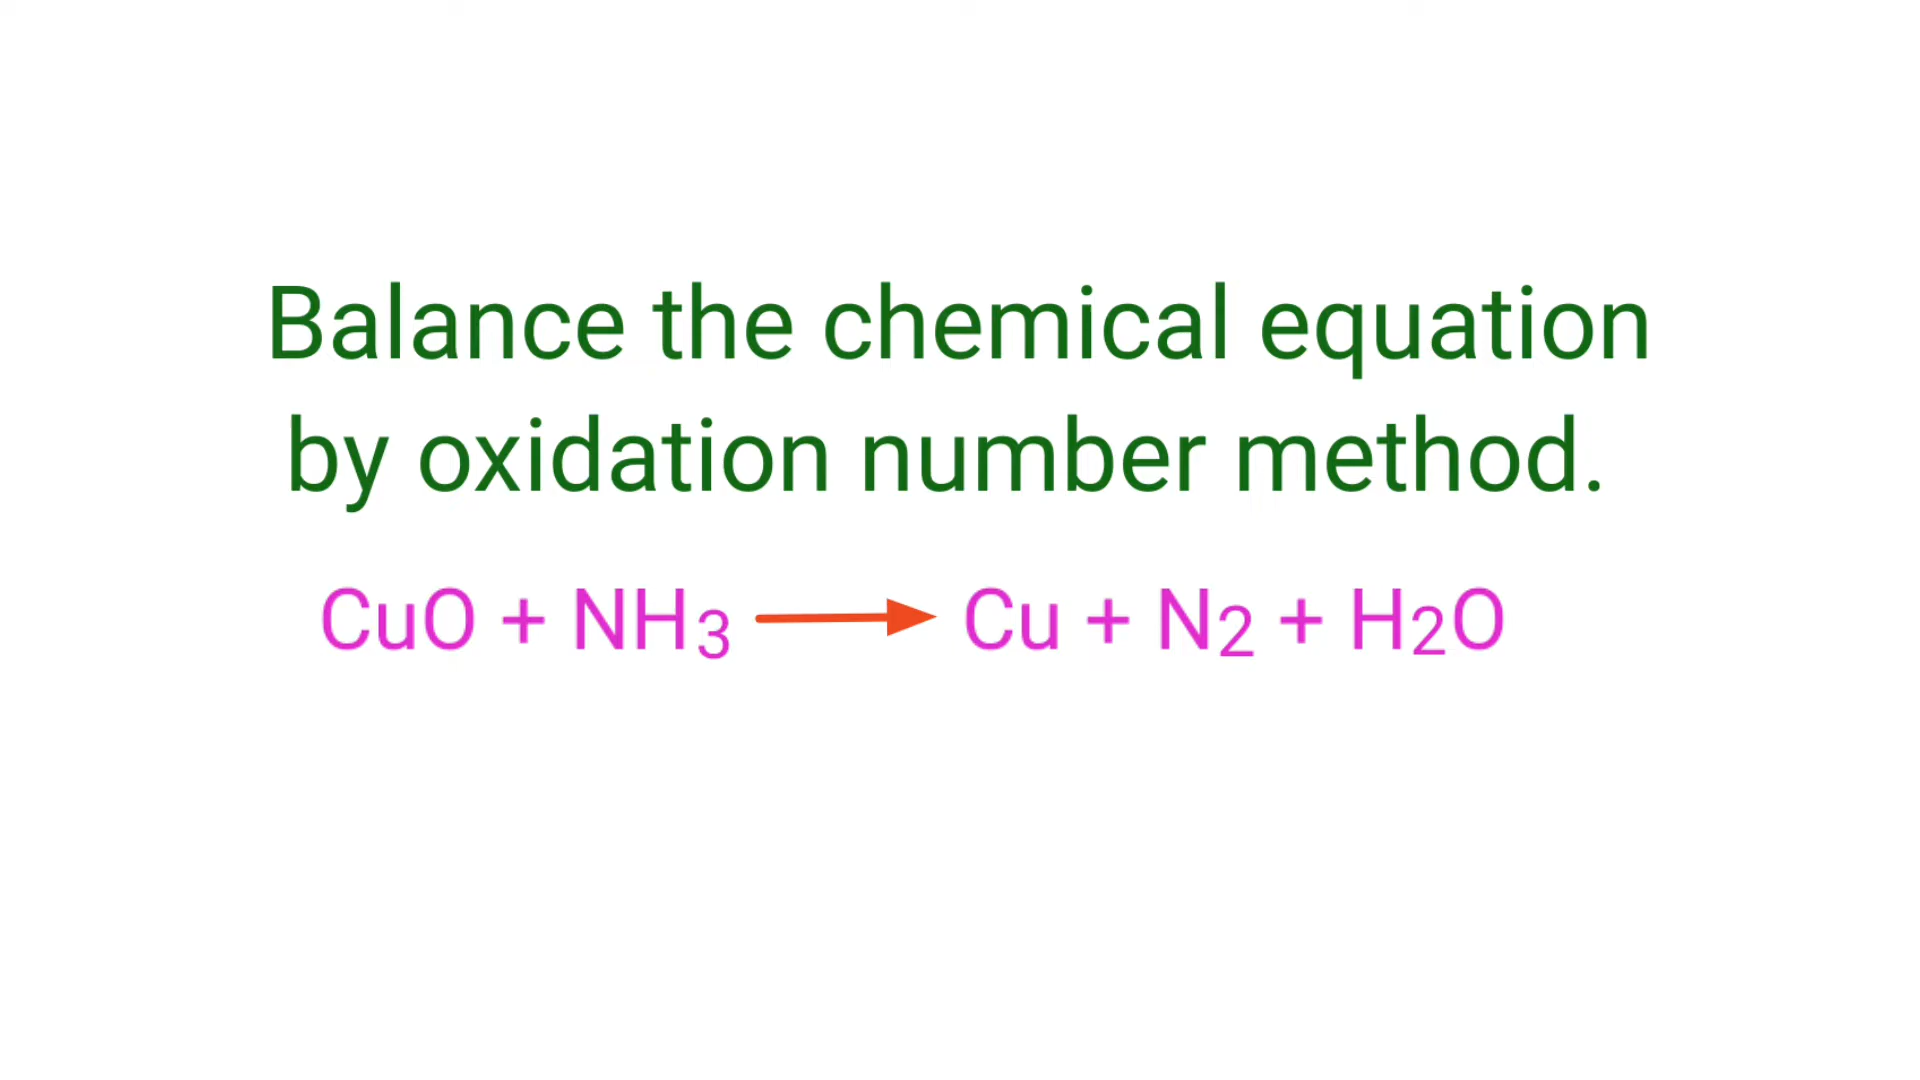 Balance the chemical equation
by oxidation number method.
CuO + NH3 ⟶ Cu + N2 + H2O